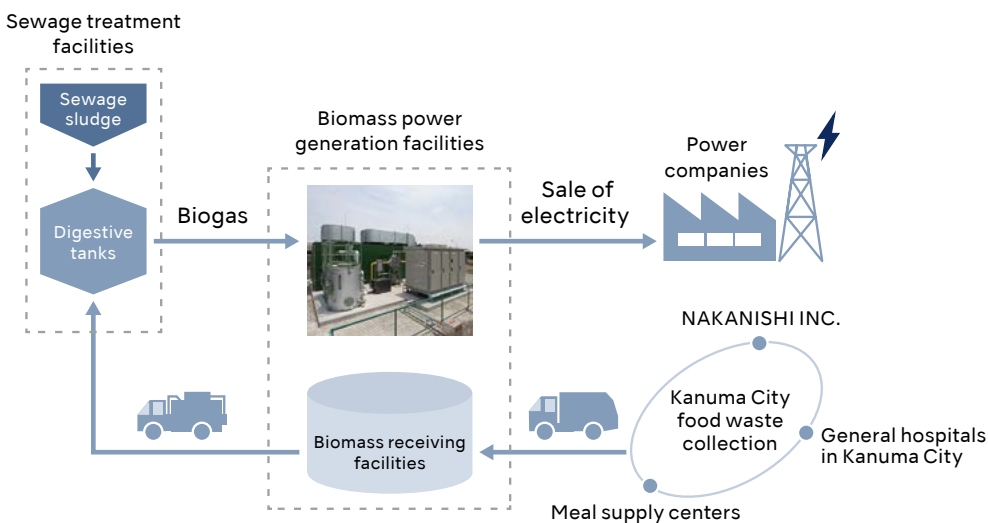 Sewage treatment
facilities
Sewage
sludge
Digestive
tanks
Biogas
Biomass power
generation facilities
Sale of
electricity
Power
companies
NAKANISHI INC.
Kanuma City
food waste
collection
General hospitals
in Kanuma City
Meal supply centers
Biomass receiving
facilities